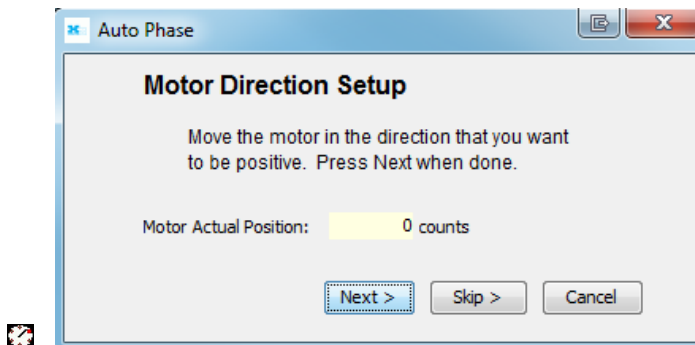 Auto Phase
Motor Direction Setup
Move the motor in the direction that you want
to be positive. Press Next when done.
Motor Actual Position: 0 counts
Next > Skip > Cancel